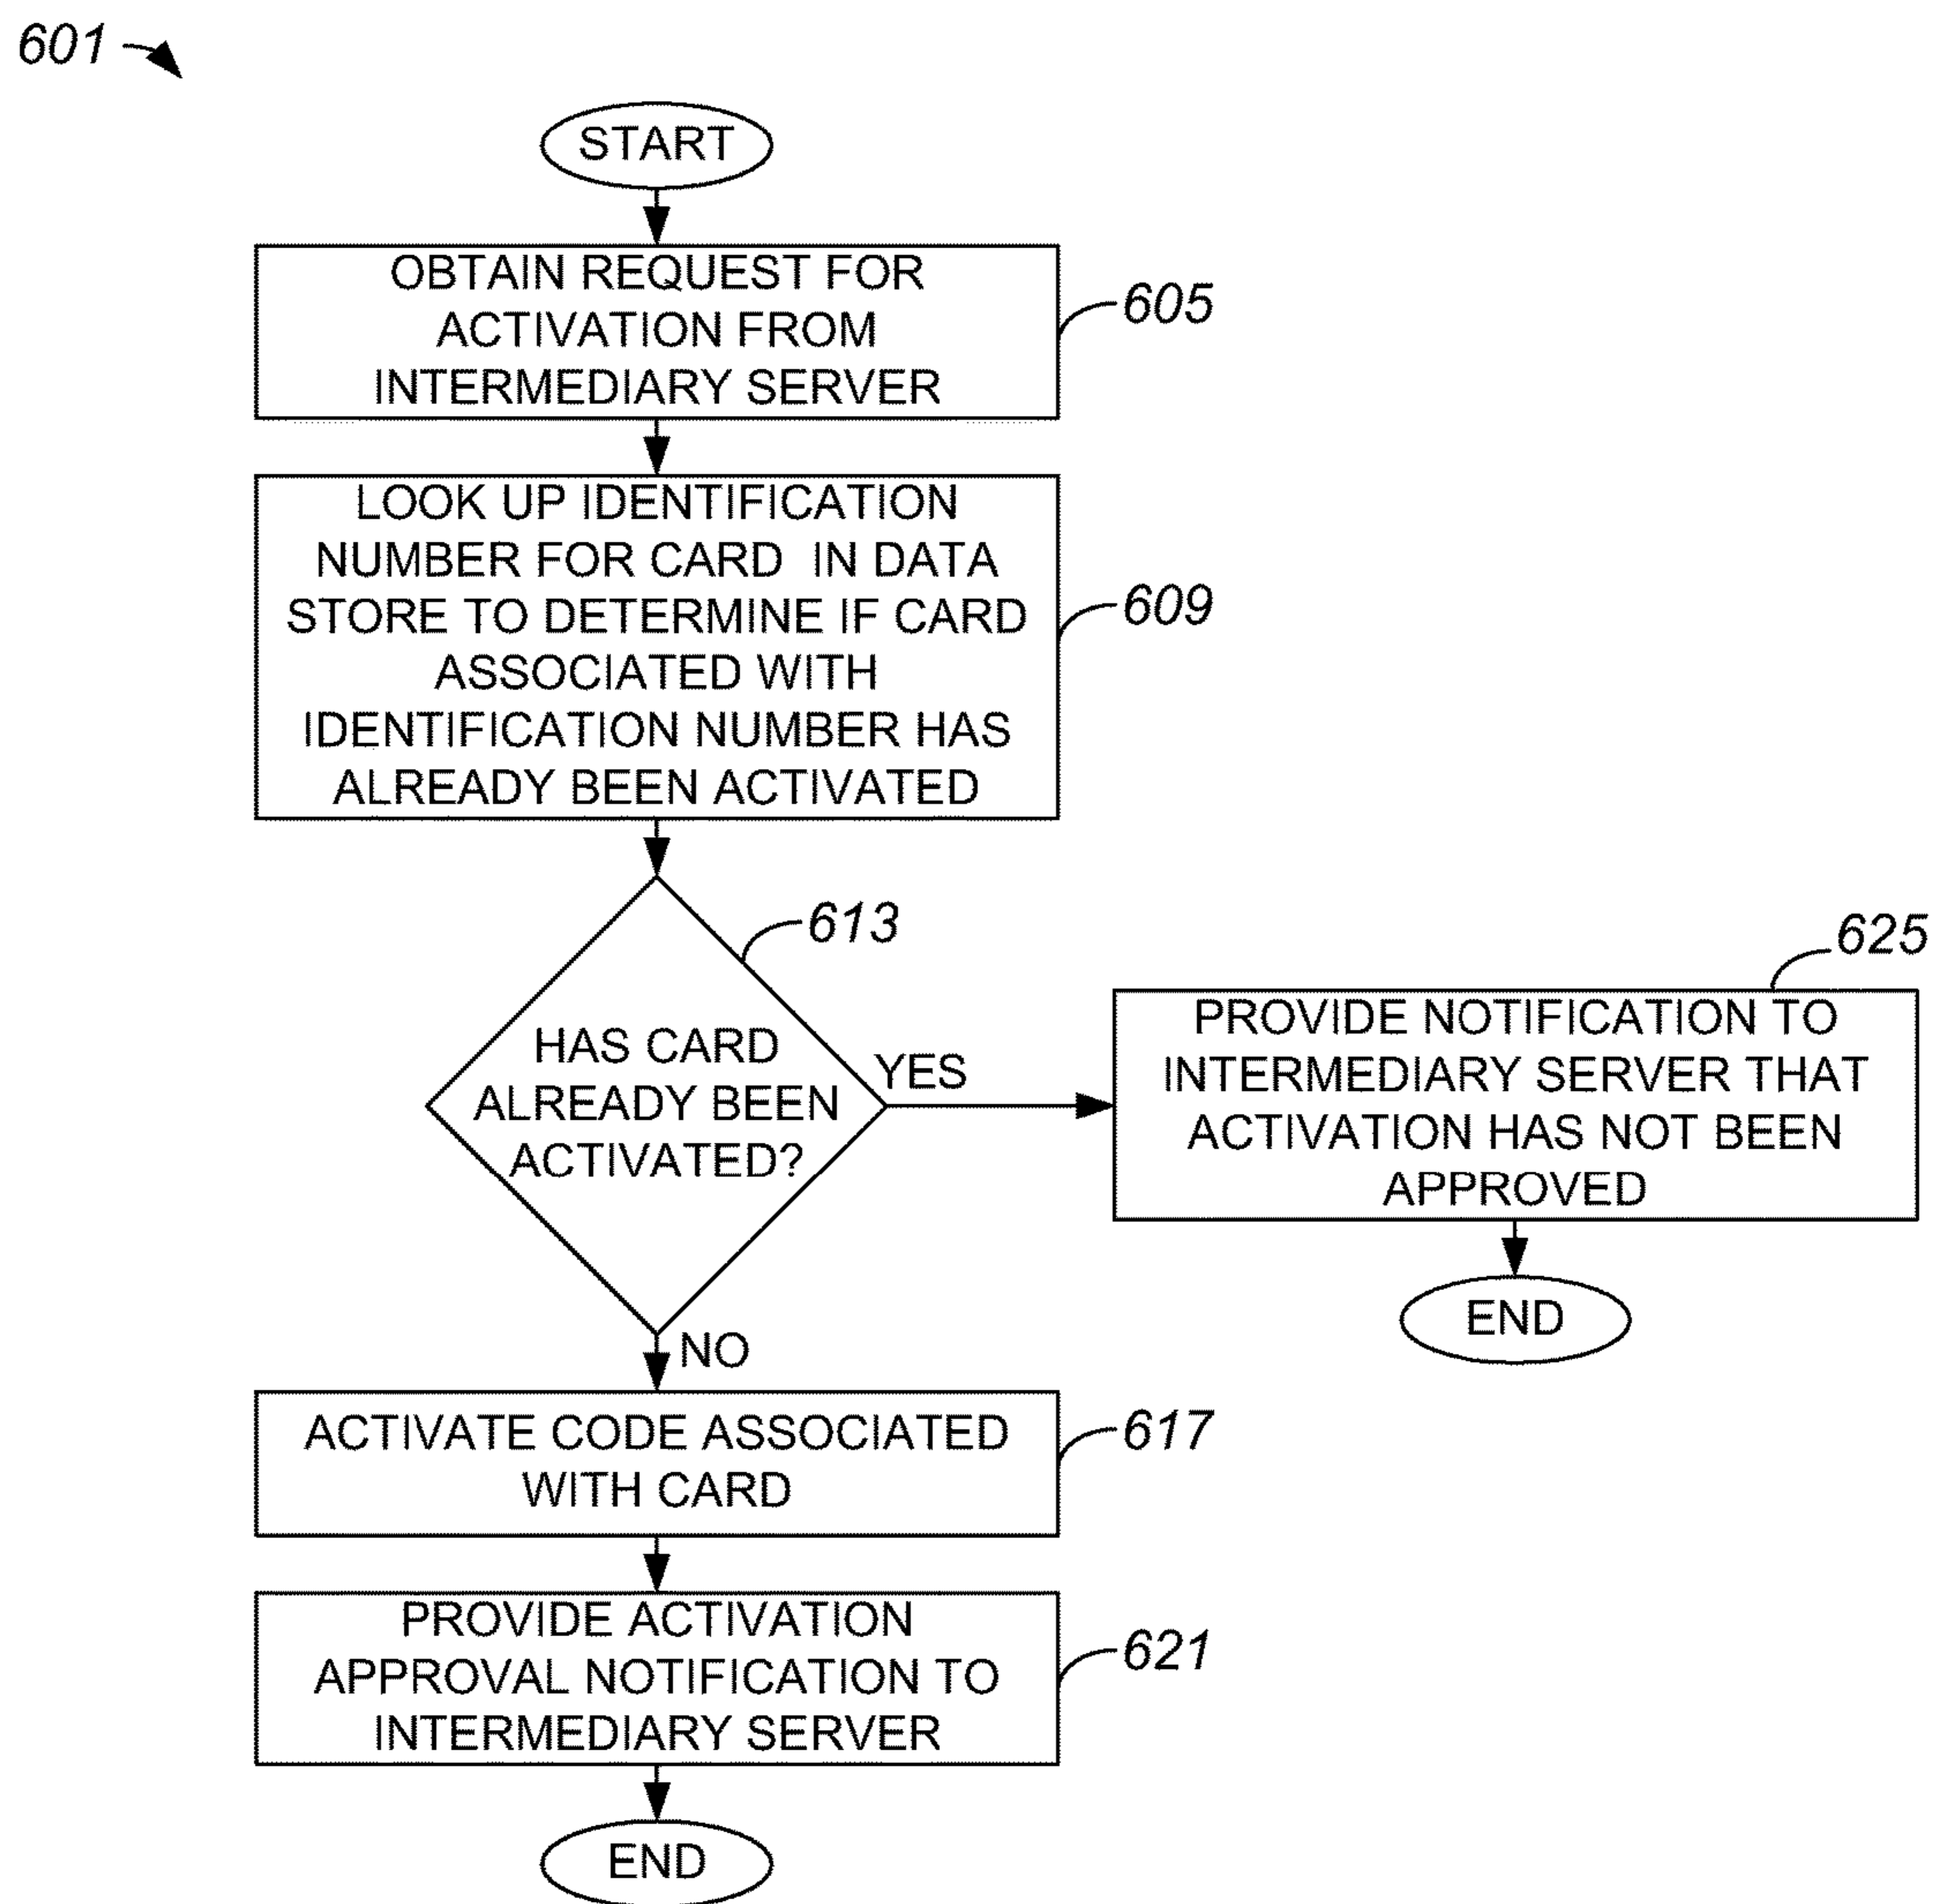 601
START
OBTAIN REQUEST FOR
ACTIVATION FROM
INTERMEDIARY SERVER
605
LOOK UP IDENTIFICATION
NUMBER FOR CARD IN DATA
STORE TO DETERMINE IF CARD
ASSOCIATED WITH
IDENTIFICATION NUMBER HAS
ALREADY BEEN ACTIVATED
609
613
HAS CARD
ALREADY BEEN
ACTIVATED?
YES
625
PROVIDE NOTIFICATION TO
INTERMEDIARY SERVER THAT
ACTIVATION HAS NOT BEEN
APPROVED
END
NO
ACTIVATE CODE ASSOCIATED
WITH CARD
617
PROVIDE ACTIVATION
APPROVAL NOTIFICATION TO
INTERMEDIARY SERVER
621
END